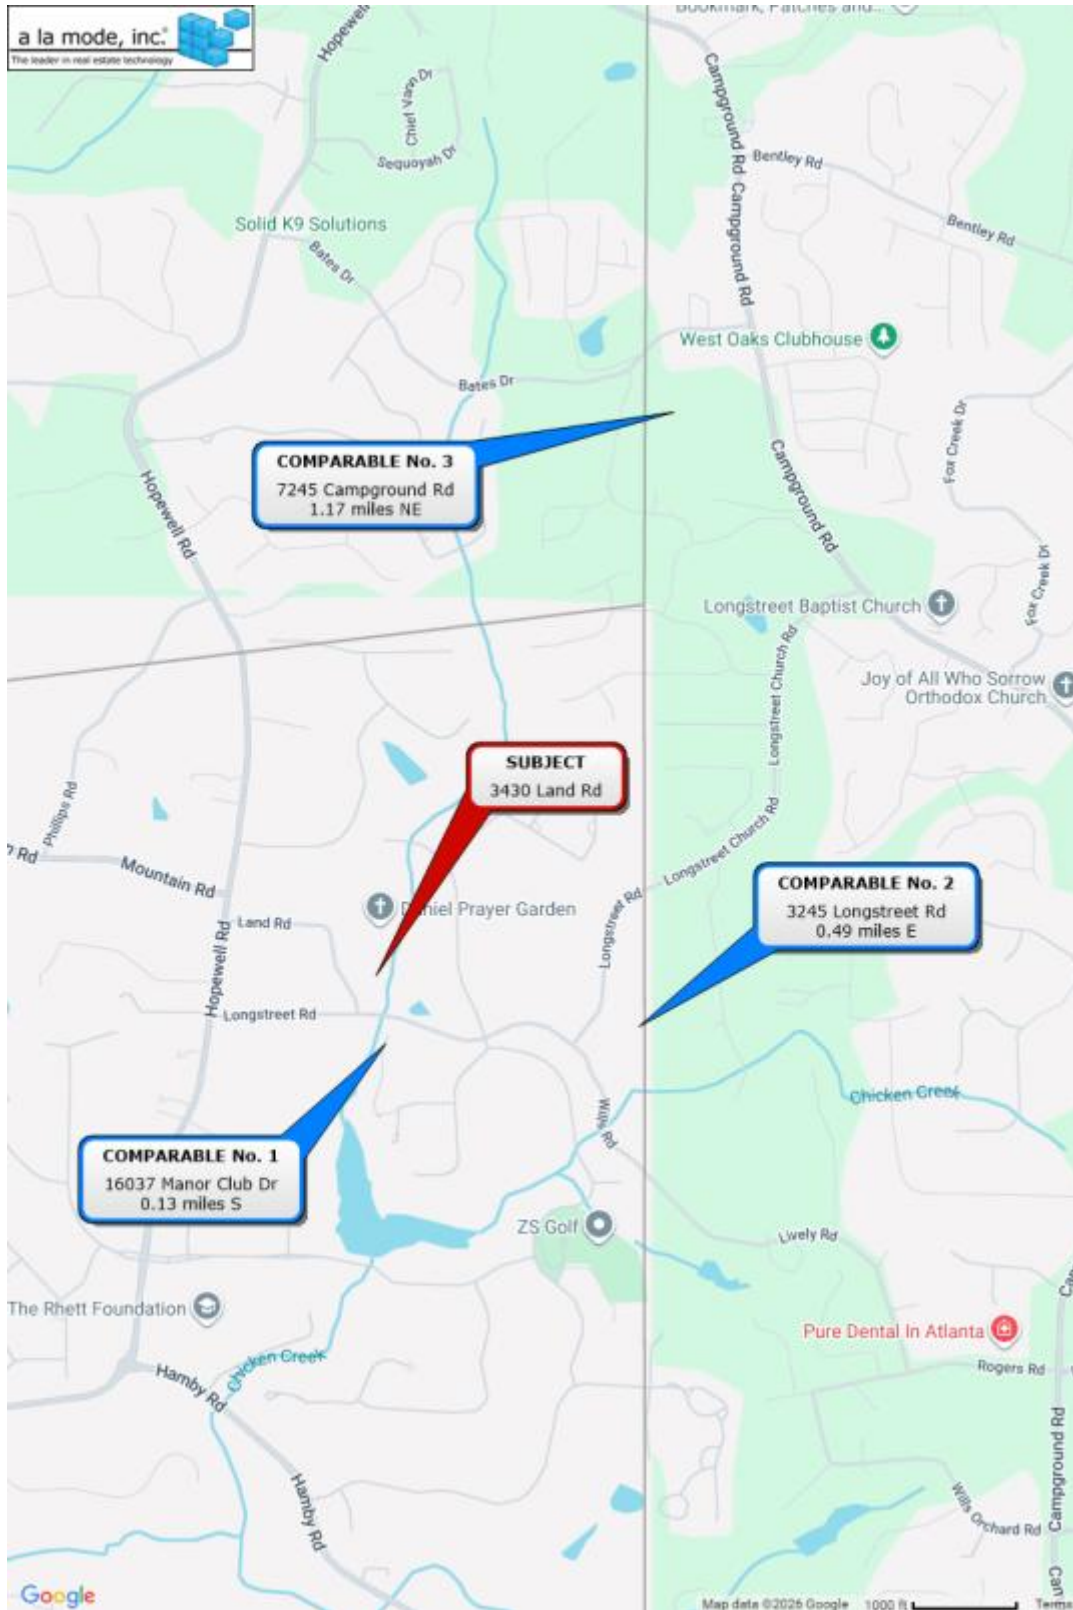 Bookmark, Patches and...
a la mode, inc.
The leader in real estate technology
Hopewell
Chief Vann Dr
Sequoyah Dr
Campground Rd
Campground Rd
Bentley Rd
Bentley Rd
Solid K9 Solutions
Bates Dr
West Oaks Clubhouse
Bates Dr
Fox Creek Dr
COMPARABLE No. 3
7245 Campground Rd
1.17 miles NE
Campground Rd
Hopewell Rd
Fox Creek Dr
Longstreet Baptist Church
Longstreet Church Rd
Joy of All Who Sorrow
Orthodox Church
SUBJECT
3430 Land Rd
Phillips Rd
n Rd
Mountain Rd
Longstreet Church Rd
COMPARABLE No. 2
3245 Longstreet Rd
0.49 miles E
Daniel Prayer Garden
Land Rd
Longstreet Rd
Hopewell Rd
Longstreet Rd
Chicken Creek
Wills Rd
COMPARABLE No. 1
16037 Manor Club Dr
0.13 miles S
ZS Golf
Lively Rd
The Rhett Foundation
Pure Dental In Atlanta
Rogers Rd
Chicken Creek
Hamby Rd
Campground Rd
Hamby Rd
Wills Orchard Rd
Google
Map data ©2026 Google
1000 ft
Terms